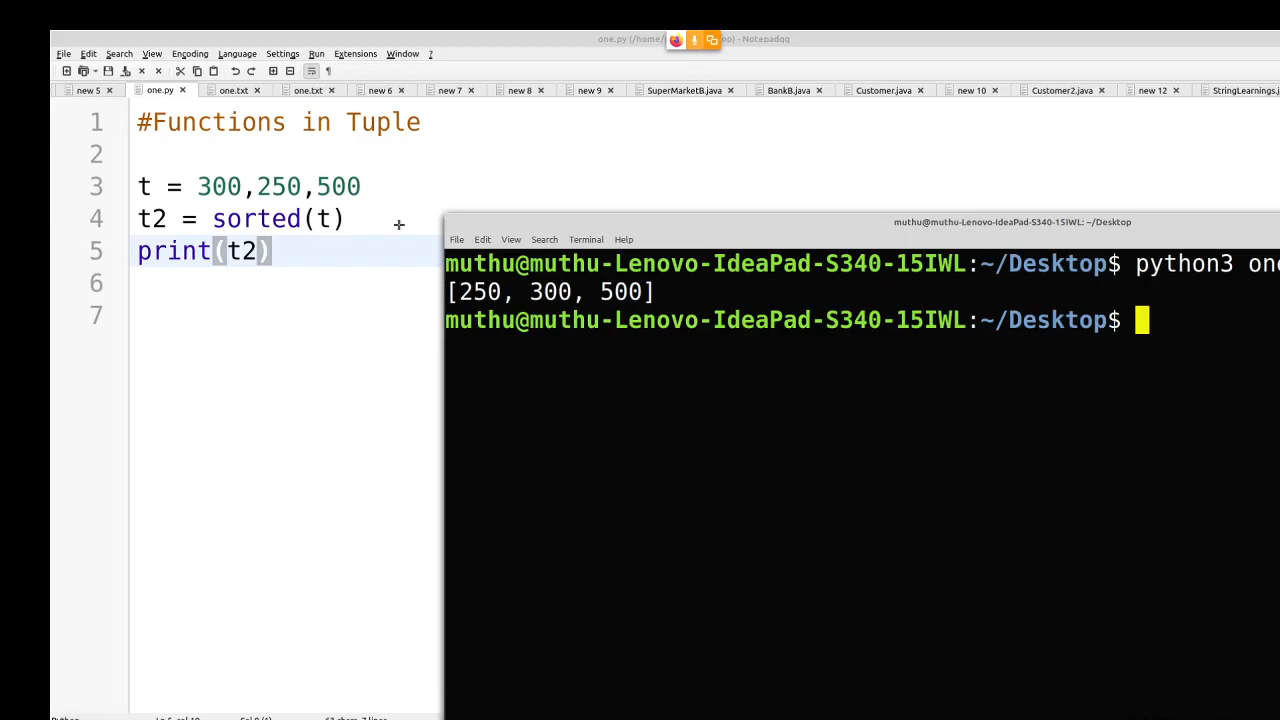 one.py (/home/ op) - Notepadqq
File Edit Search View Encoding Language Settings Run Extensions Window ?
new 5 one.py one.txt one.txt new 6 new 7 new 8 new 9 SuperMarketB.java BankB.java Customer.java new 10 Customer2.java new 12 StringLearnings.j
1 #Functions in Tuple
2
3 t = 300,250,500
4 t2 = sorted(t)
5 print(t2)
6
7
muthu@muthu-Lenovo-IdeaPad-S340-15IWL: ~/Desktop
File Edit View Search Terminal Help
muthu@muthu-Lenovo-IdeaPad-S340-15IWL:~/Desktop$ python3 one
[250, 300, 500]
muthu@muthu-Lenovo-IdeaPad-S340-15IWL:~/Desktop$